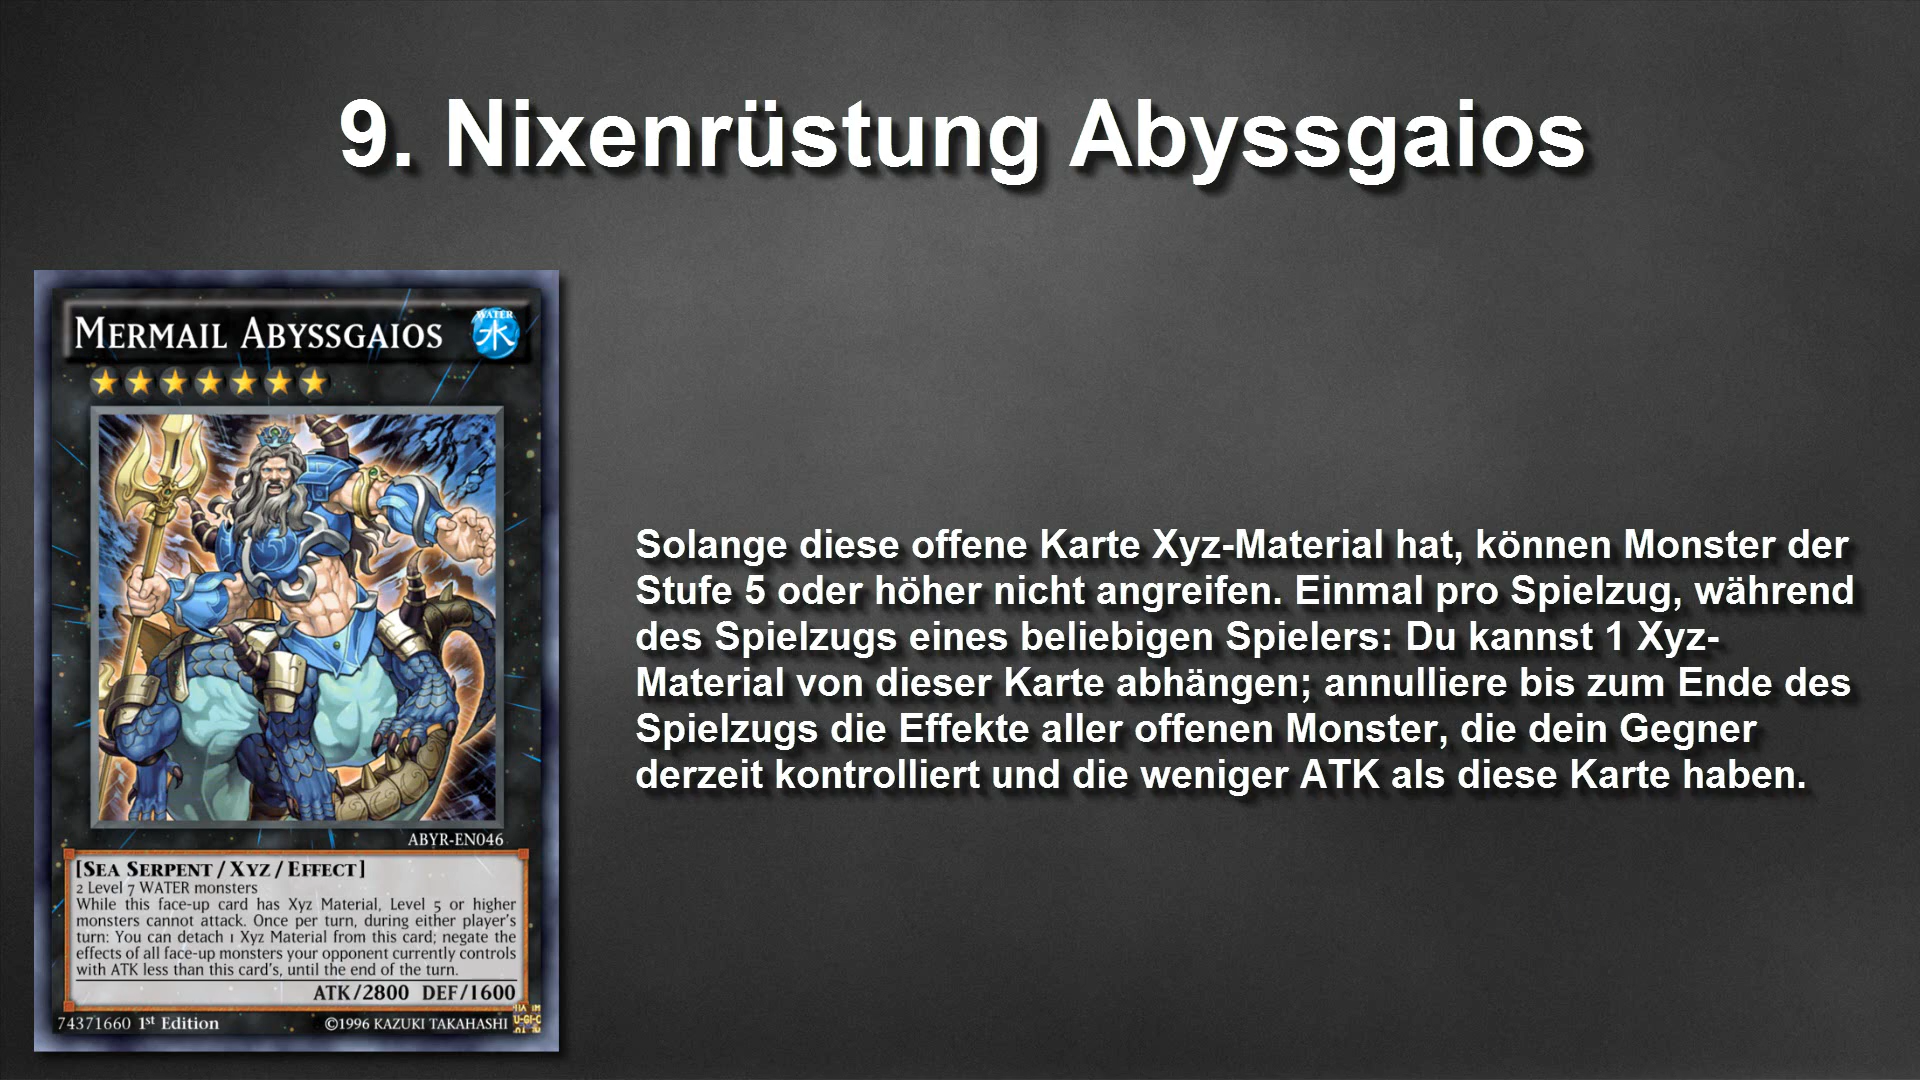 9. Nixenrüstung Abyssgaios
MERMAIL ABYSSGAIOS
WATER
水
Solange diese offene Karte Xyz-Material hat, können Monster der
Stufe 5 oder höher nicht angreifen. Einmal pro Spielzug, während
des Spielzugs eines beliebigen Spielers: Du kannst 1 Xyz-
Material von dieser Karte abhängen; annulliere bis zum Ende des
Spielzugs die Effekte aller offenen Monster, die dein Gegner
derzeit kontrolliert und die weniger ATK als diese Karte haben.
ABYR-EN046
[SEA SERPENT / XYZ / EFFECT]
2 Level 7 WATER monsters
While this face-up card has Xyz Material, Level 5 or higher
monsters cannot attack. Once per turn, during either player's
turn: You can detach 1 Xyz Material from this card; negate the
effects of all face-up monsters your opponent currently controls
with ATK less than this card's, until the end of the turn.
ATK/2800 DEF/1600
74371660 1st Edition
©1996 KAZUKI TAKAHASHI